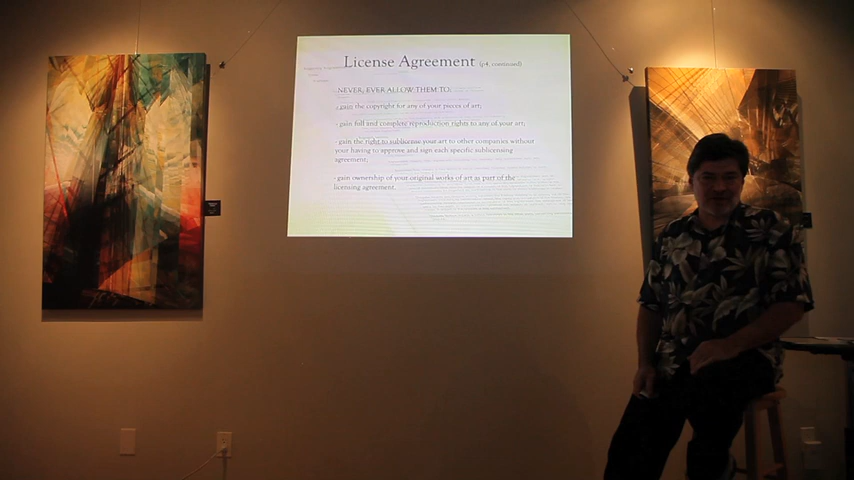 License Agreement (p4, continued)
NEVER, EVER ALLOW THEM TO:
- gain the copyright for any of your pieces of art;
- gain full and complete reproduction rights to any of your art;
- gain the right to sublicense your art to other companies without
your having to approve and sign each specific sublicensing
agreement;
- gain ownership of your original works of art as part of the
licensing agreement.